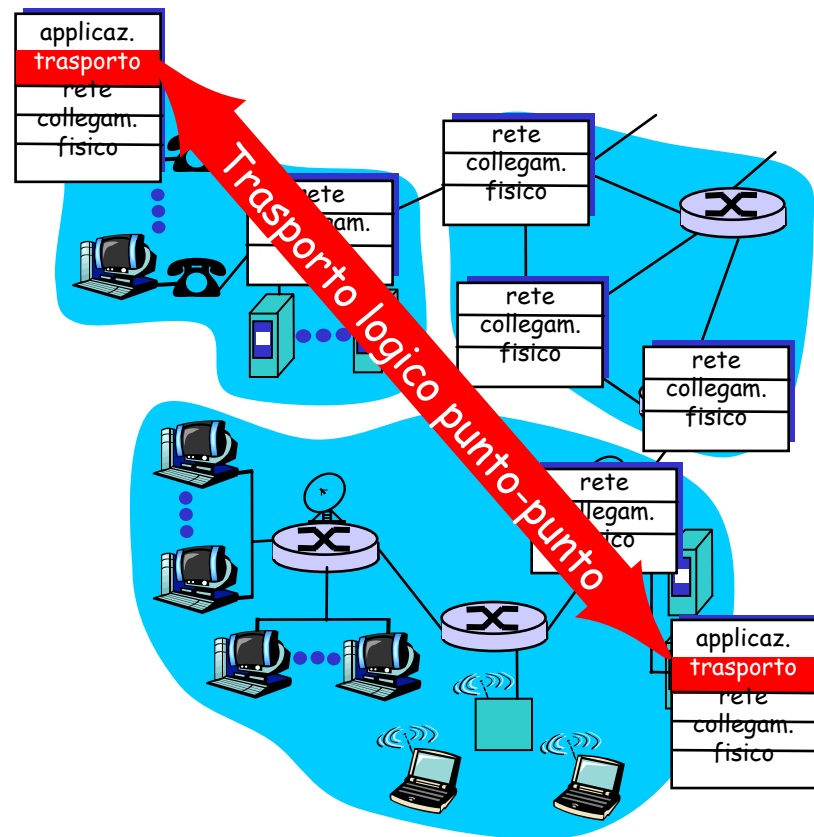 applicaz.
trasporto
rete
collegam.
fisico
rete
collegam.
fisico
Trasporto logico punto-punto
rete
collegam.
fisico
rete
collegam.
fisico
rete
applicaz.
trasporto
rete
collegam.
fisico